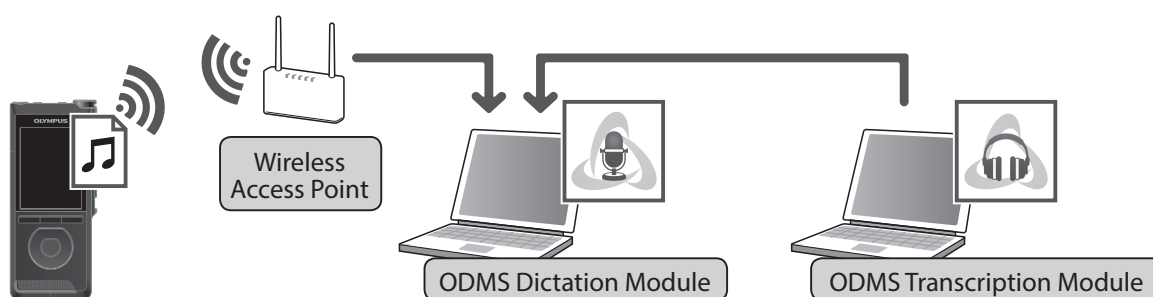 OLYMPUS
Wireless
Access Point
ODMS Dictation Module
ODMS Transcription Module